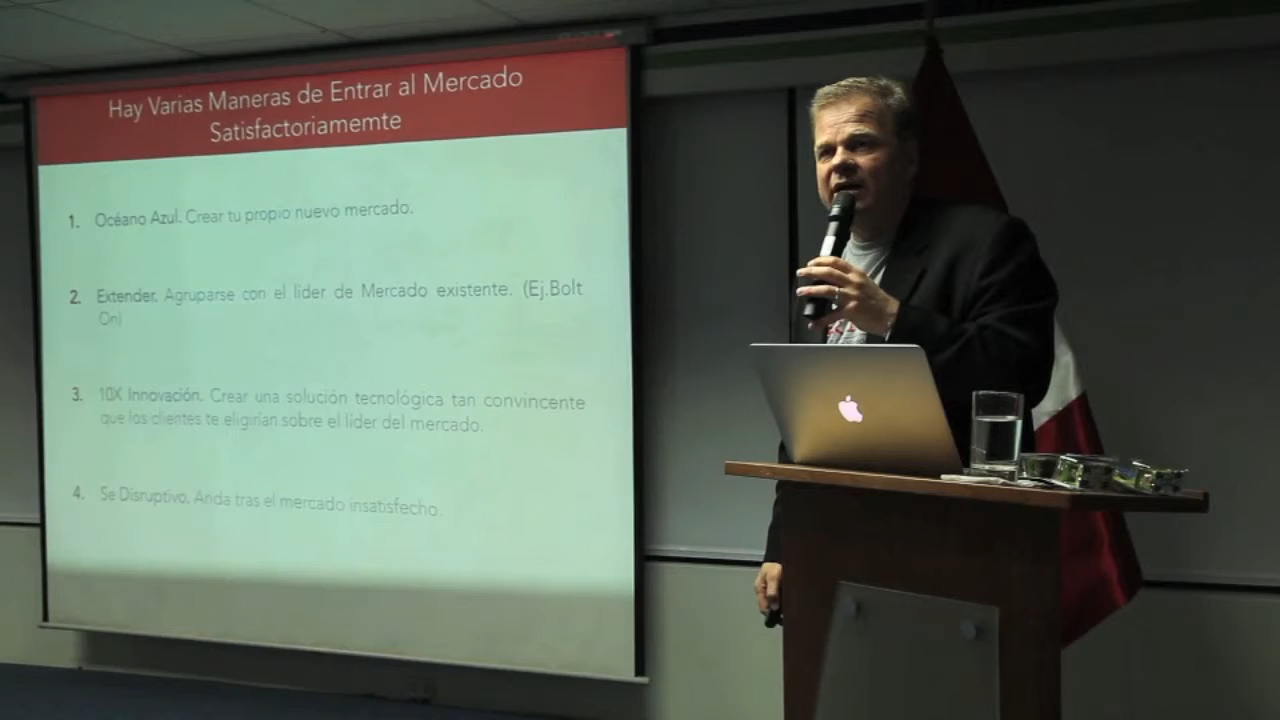 Hay Varias Maneras de Entrar al Mercado
Satisfactoriamemte
1. Océano Azul. Crear tu propio nuevo mercado.
2. Extender. Agruparse con el líder de Mercado existente. (Ej.Bolt
On)
3. 10X Innovación. Crear una solución tecnológica tan convincente
que los clientes te eligirían sobre el líder del mercado.
4. Se Disruptivo. Anda tras el mercado insatisfecho.